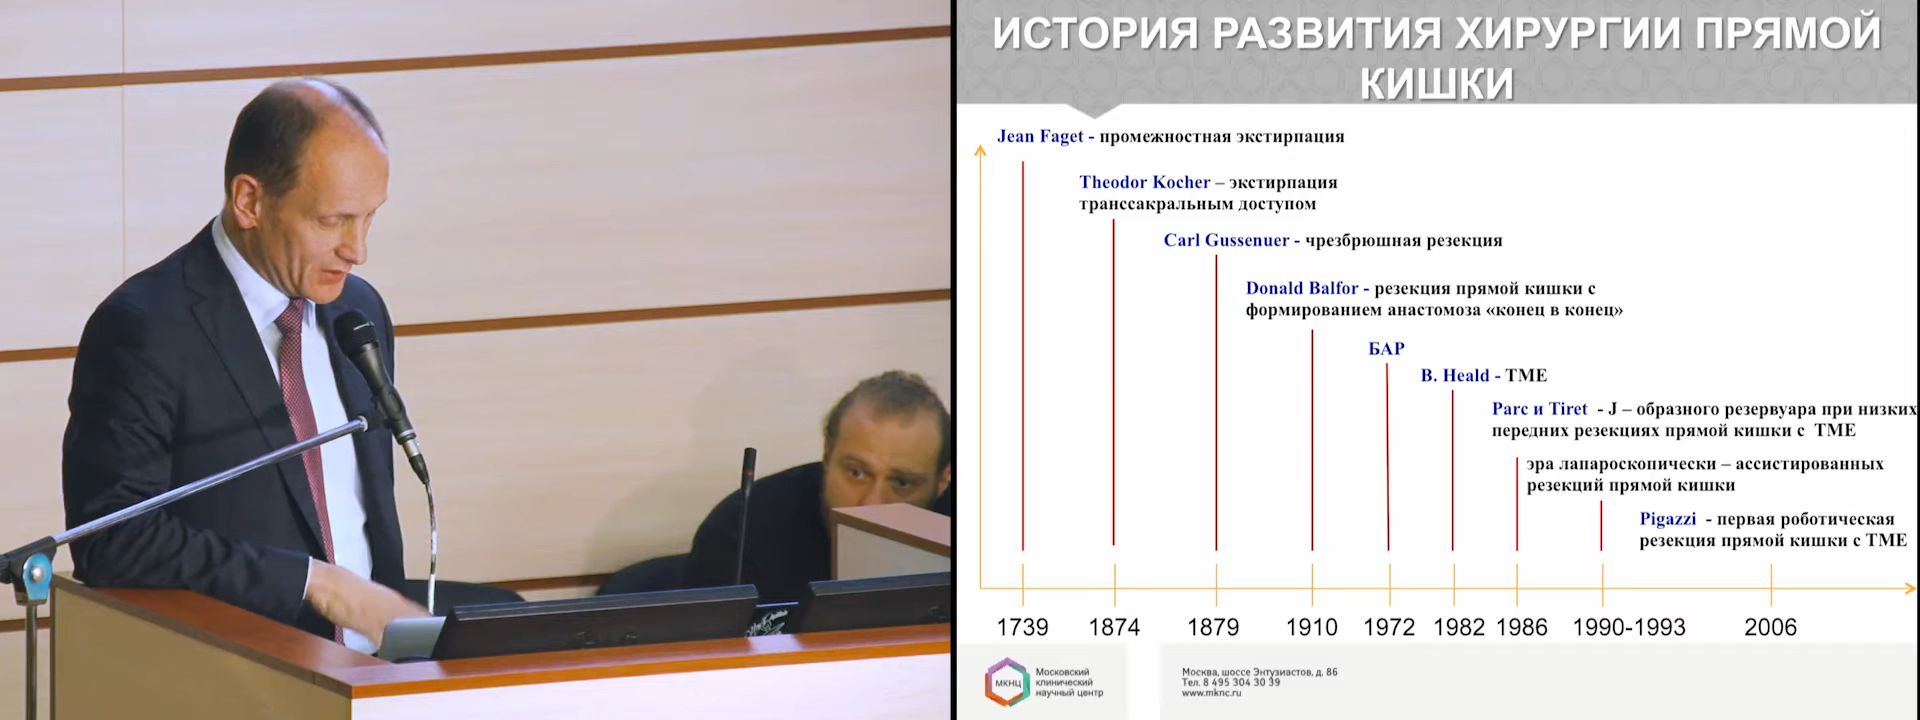 ИСТОРИЯ РАЗВИТИЯ ХИРУРГИИ ПРЯМОЙ
КИШКИ
Jean Faget - промежностная экстирпация
Theodor Kocher – экстирпация
транссакральным доступом
Carl Gussenuer - чрезбрюшная резекция
Donald Balfor - резекция прямой кишки с
формированием анастомоза «конец в конец»
БАР
B. Heald - TME
Parc и Tiret - J – образного резервуара при низких
передних резекциях прямой кишки с TME
эра лапароскопически – ассистированных
резекций прямой кишки
Pigazzi - первая роботическая
резекция прямой кишки с TME
1739 1874 1879 1910 1972 1982 1986 1990-1993 2006
МКНЦ
Московский
клинический
научный центр
Москва, шоссе Энтузиастов, д. 86
Тел. 8 495 304 30 39
www.mknc.ru